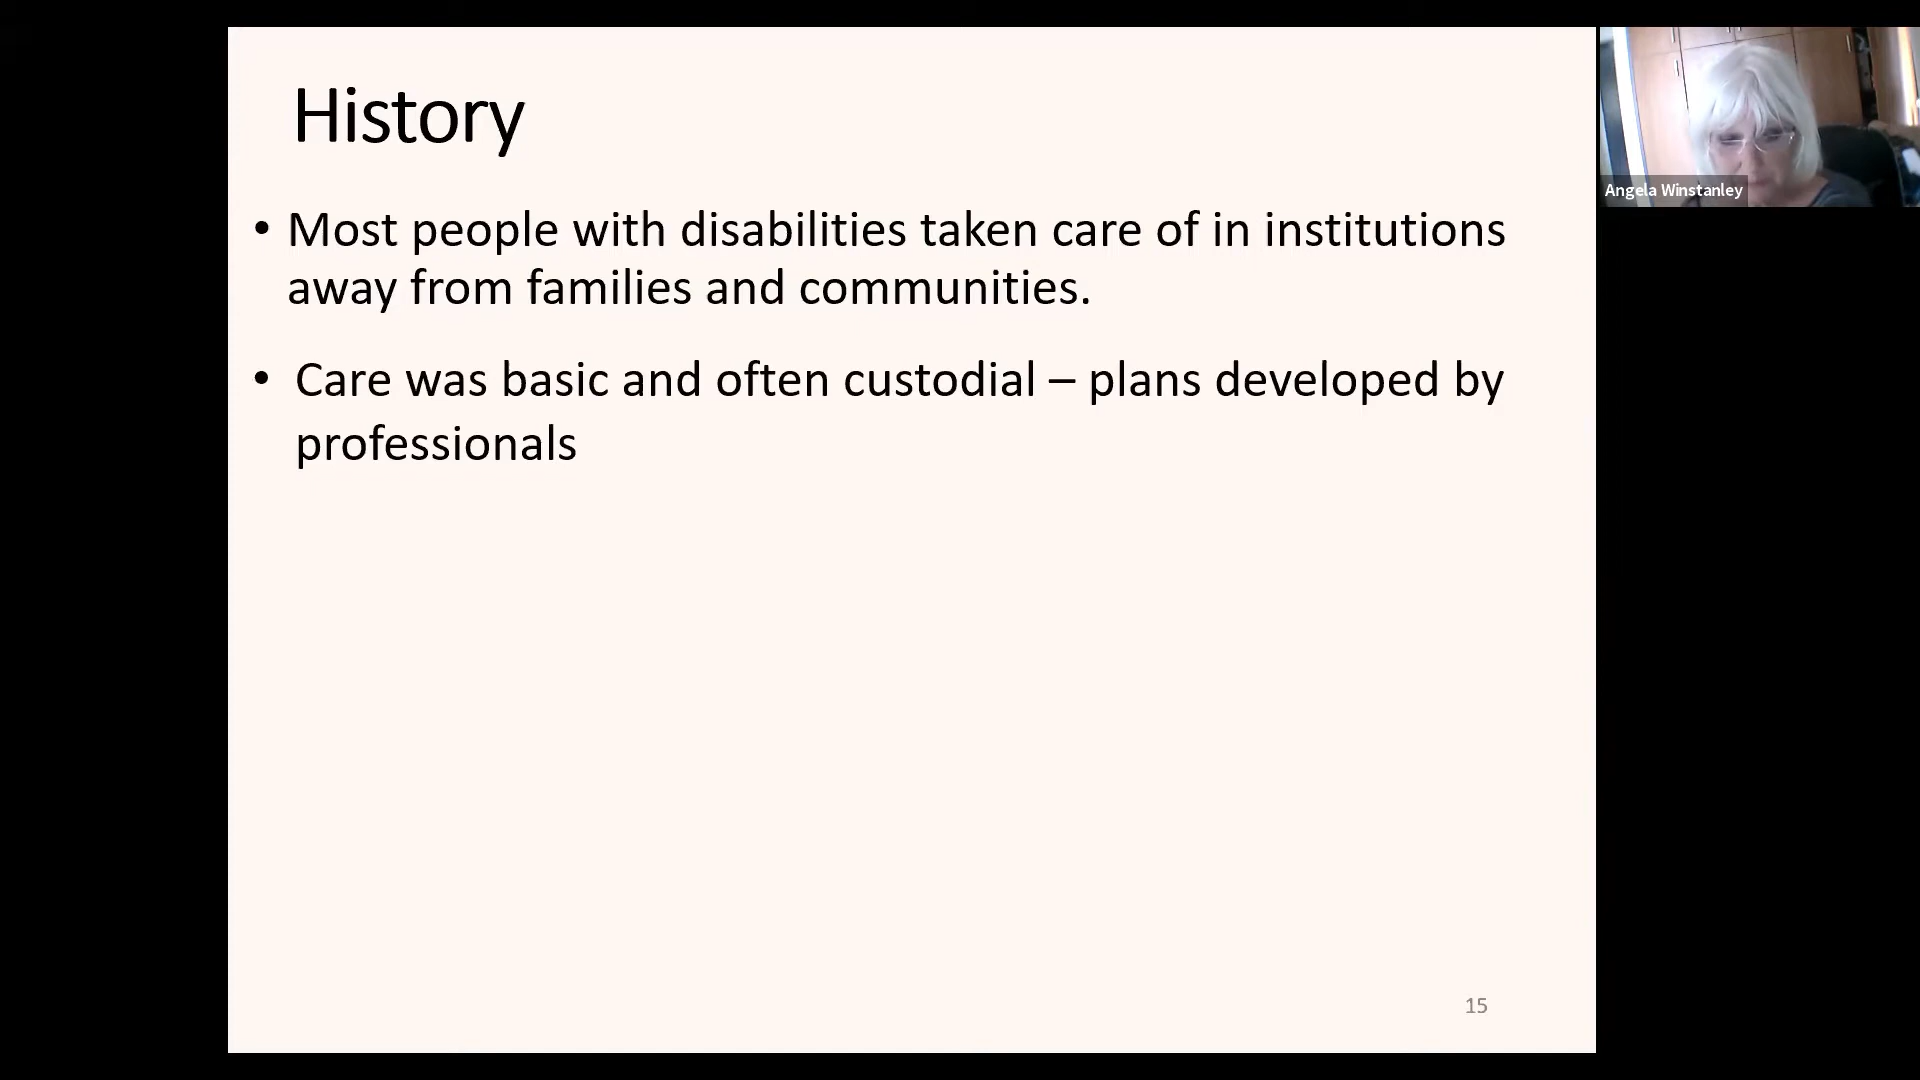 History
• Most people with disabilities taken care of in institutions
away from families and communities.
• Care was basic and often custodial – plans developed by
professionals
15
Angela Winstanley